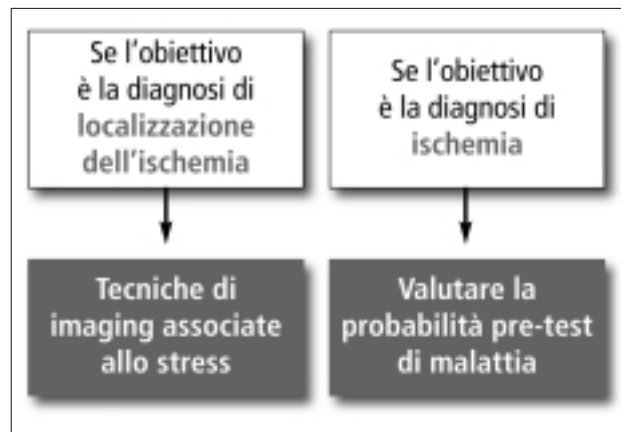 Se l'obiettivo
è la diagnosi di
localizzazione
dell'ischemia
Se l'obiettivo
è la diagnosi di
ischemia
Tecniche di
imaging associate
allo stress
Valutare la
probabilità pre-test
di malattia